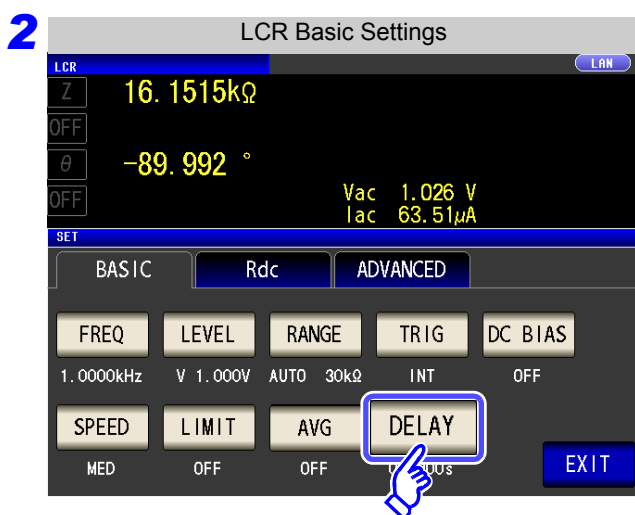 2
LCR Basic Settings
LCR
LAN
Z 16.1515kΩ
OFF
θ -89.992 °
OFF
Vac 1.026 V
Iac 63.51μA
SET
BASIC Rdc ADVANCED
FREQ LEVEL RANGE TRIG DC BIAS
1.0000kHz V 1.000V AUTO 30kΩ INT OFF
SPEED LIMIT AVG DELAY
MED OFF OFF
EXIT